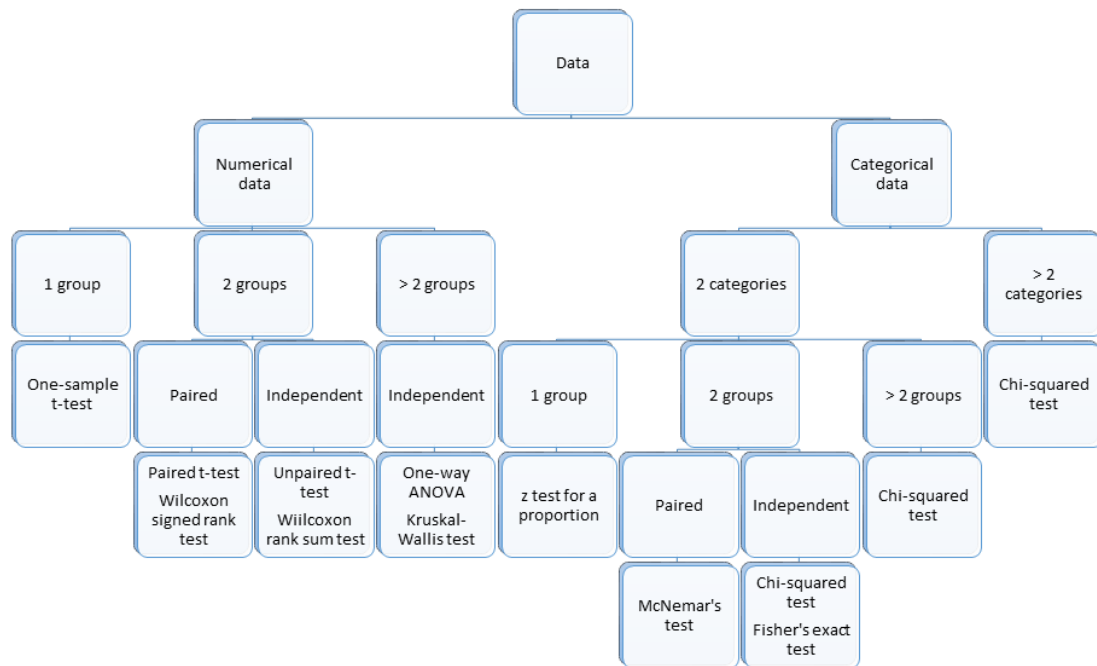 Data
Numerical
data
Categorical
data
1 group
2 groups
> 2 groups
2 categories
> 2
categories
One-sample
t-test
Paired
Independent
Independent
1 group
2 groups
> 2 groups
Chi-squared
test
Paired t-test
Wilcoxon
signed rank
test
Unpaired t-
test
Wiilcoxon
rank sum test
One-way
ANOVA
Kruskal-
Wallis test
z test for a
proportion
Paired
Independent
Chi-squared
test
McNemar's
test
Chi-squared
test
Fisher's exact
test